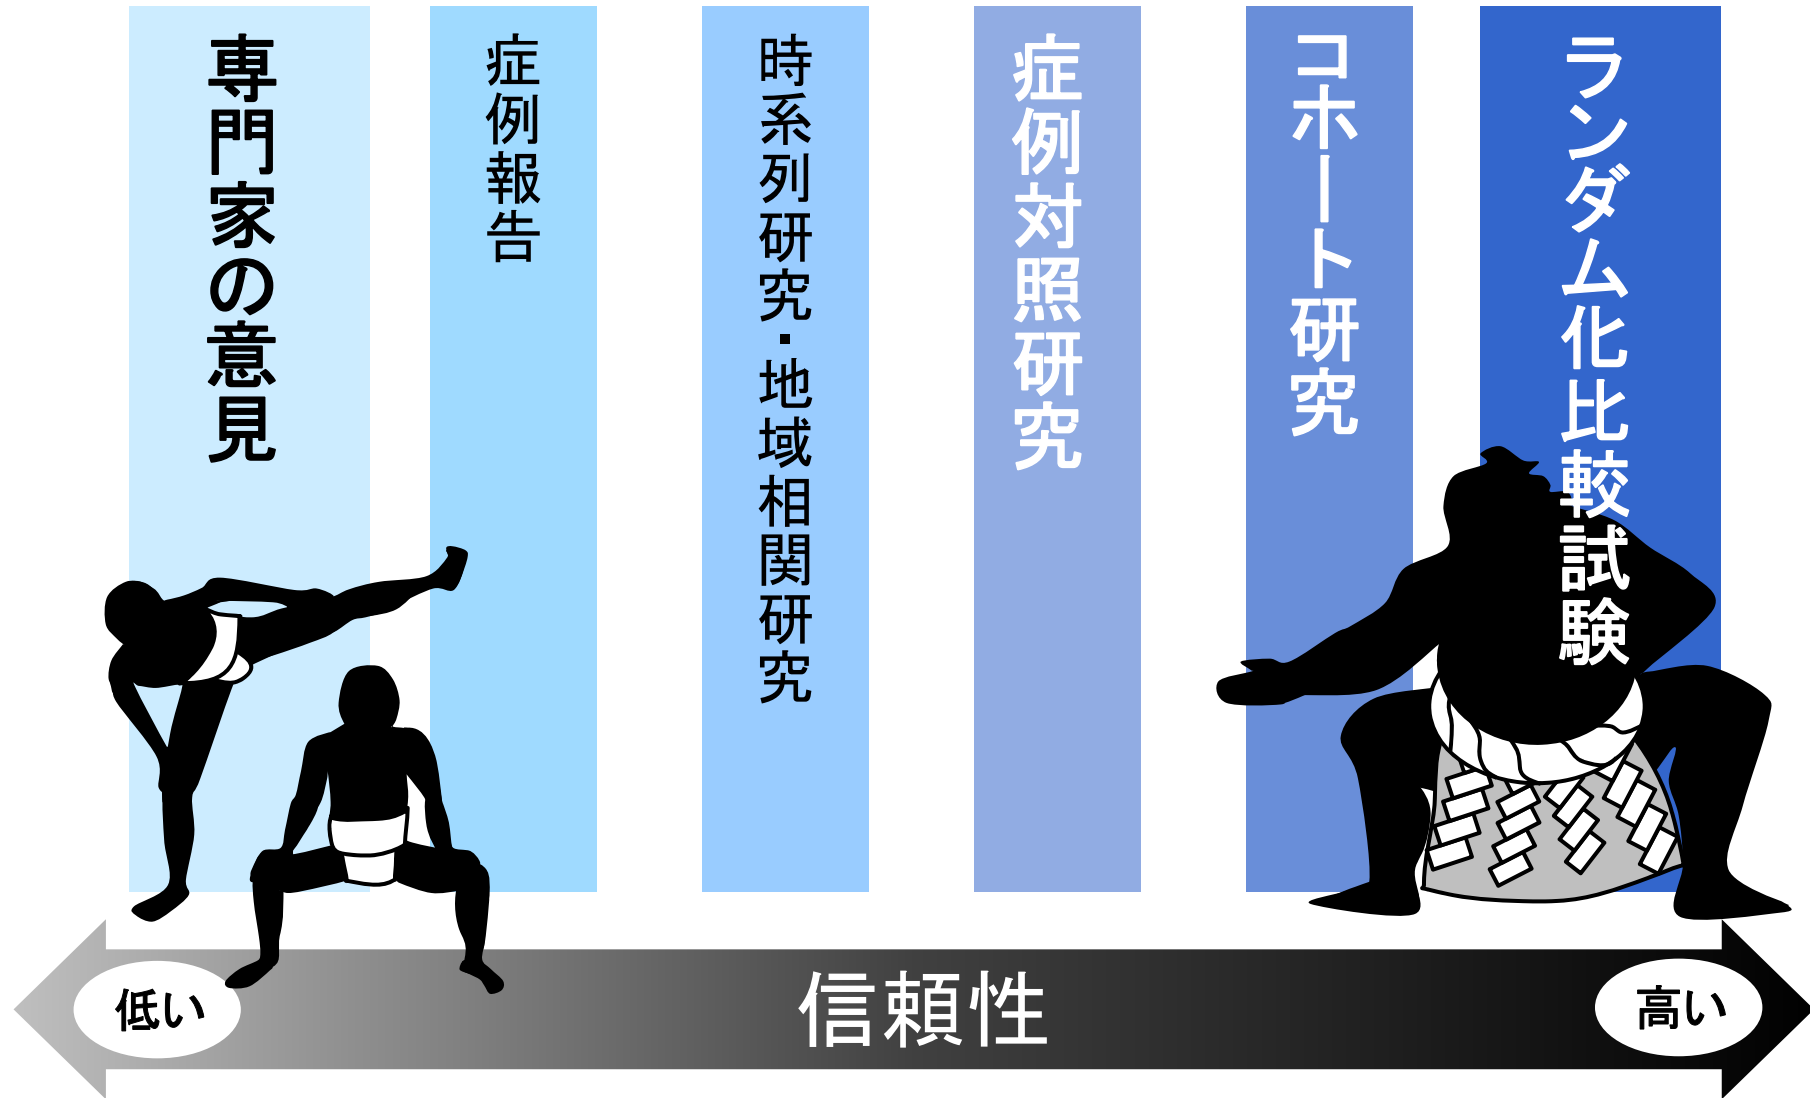 専門家の意見
症例報告
時系列研究・地域相関研究
症例対照研究
コホート研究
ランダム化比較試験
低い
信頼性
高い